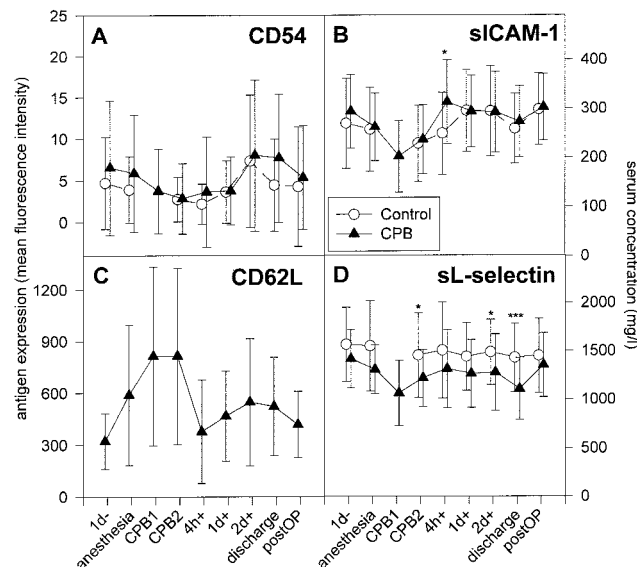 A CD54
25
20
15
10
5
0
B sICAM-1
*
400
300
200
100
0
Control
CPB
antigen expression (mean fluorescence intensity)
serum concentration (mg/l)
C CD62L
1200
900
600
300
0
D sL-selectin
* * ***
2000
1500
1000
500
0
1d-
anesthesia
CPB1
CPB2
4h+
1d+
2d+
discharge
postOP
1d-
anesthesia
CPB1
CPB2
4h+
1d+
2d+
discharge
postOP